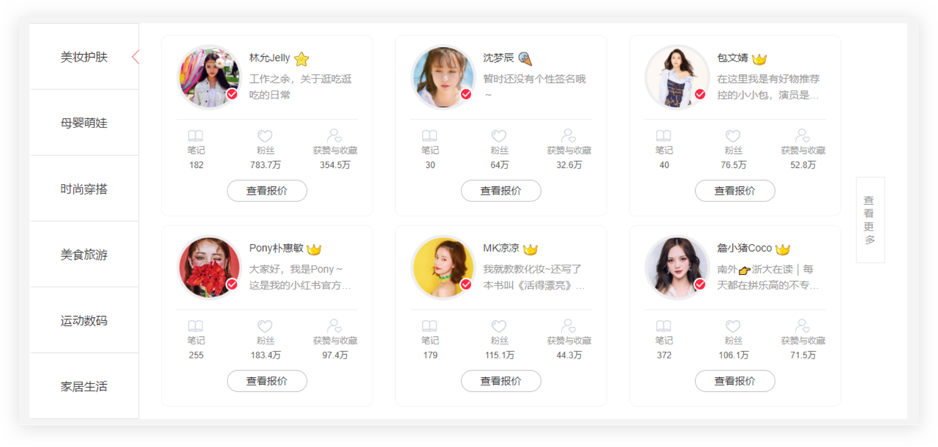 美妆护肤
母婴萌娃
时尚穿搭
美食旅游
运动数码
家居生活
林允Jelly
工作之余，关于逛吃逛
吃的日常
笔记 粉丝 获赞与收藏
182 783.7万 354.5万
查看报价
沈梦辰
暂时还没有个性签名哦
~
笔记 粉丝 获赞与收藏
30 64万 32.6万
查看报价
包文婧
在这里我是有好物推荐
控的小小包，演员是...
笔记 粉丝 获赞与收藏
40 76.5万 52.8万
查看报价
Pony朴惠敏
大家好，我是Pony～
这是我的小红书官方...
笔记 粉丝 获赞与收藏
255 183.4万 97.4万
查看报价
MK凉凉
我就教教化妆~还写了
本书叫《活得漂亮》...
笔记 粉丝 获赞与收藏
179 115.1万 44.3万
查看报价
詹小猪Coco
南外👉浙大在读｜每
天都在拼乐高的不专...
笔记 粉丝 获赞与收藏
372 106.1万 71.5万
查看报价
查看更多